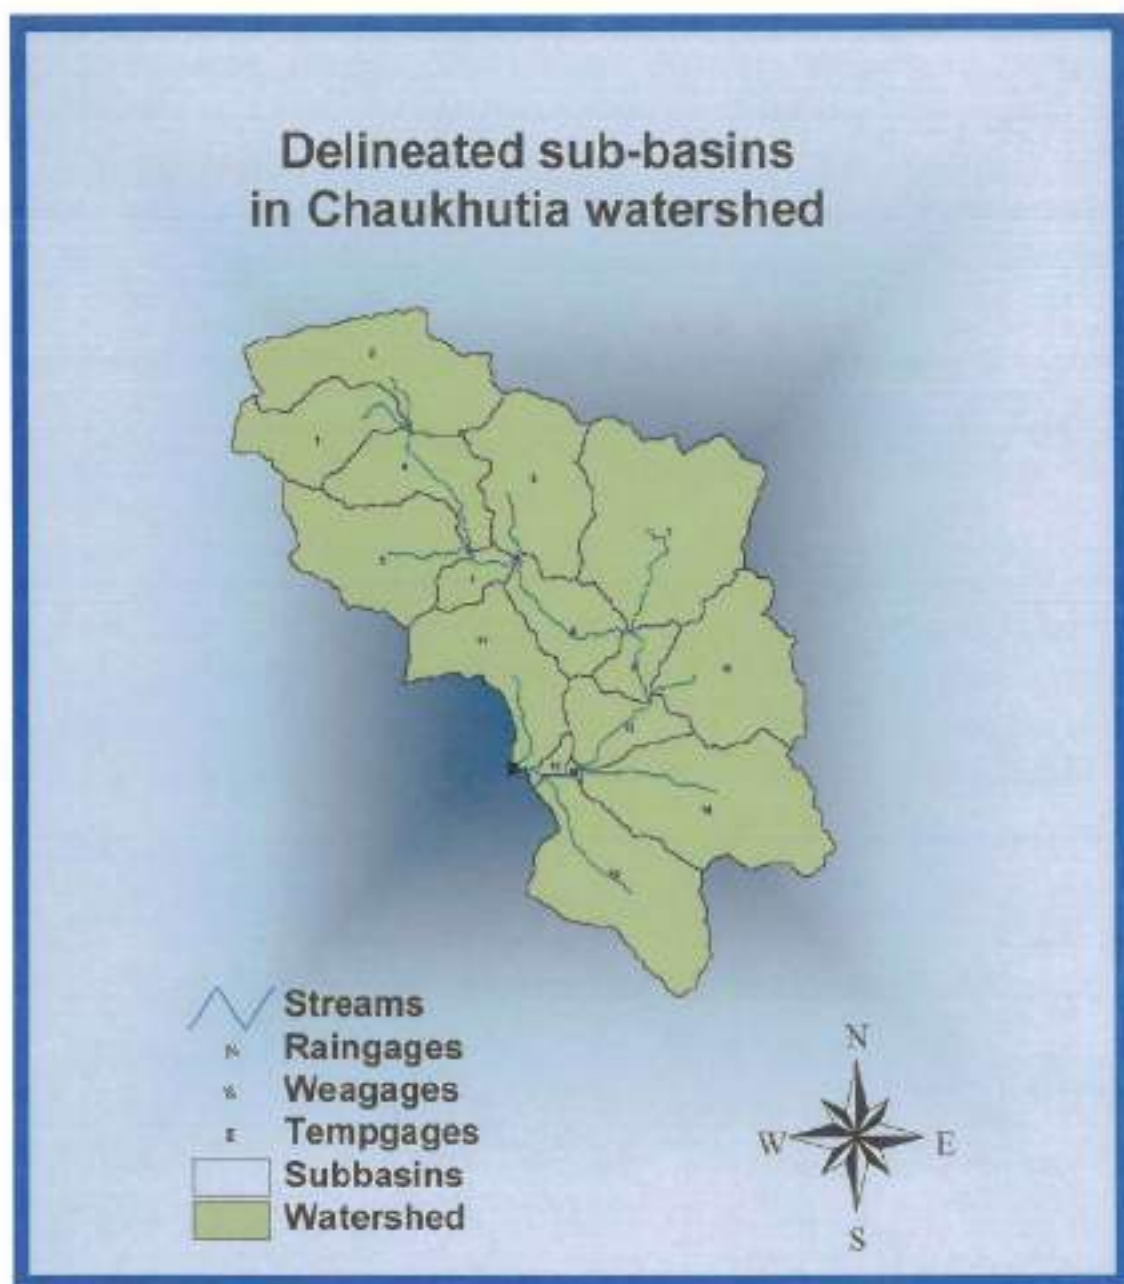 Delineated sub-basins
in Chaukhutia watershed
Streams
Raingages
Weagages
Tempgages
Subbasins
Watershed
N
W
E
S